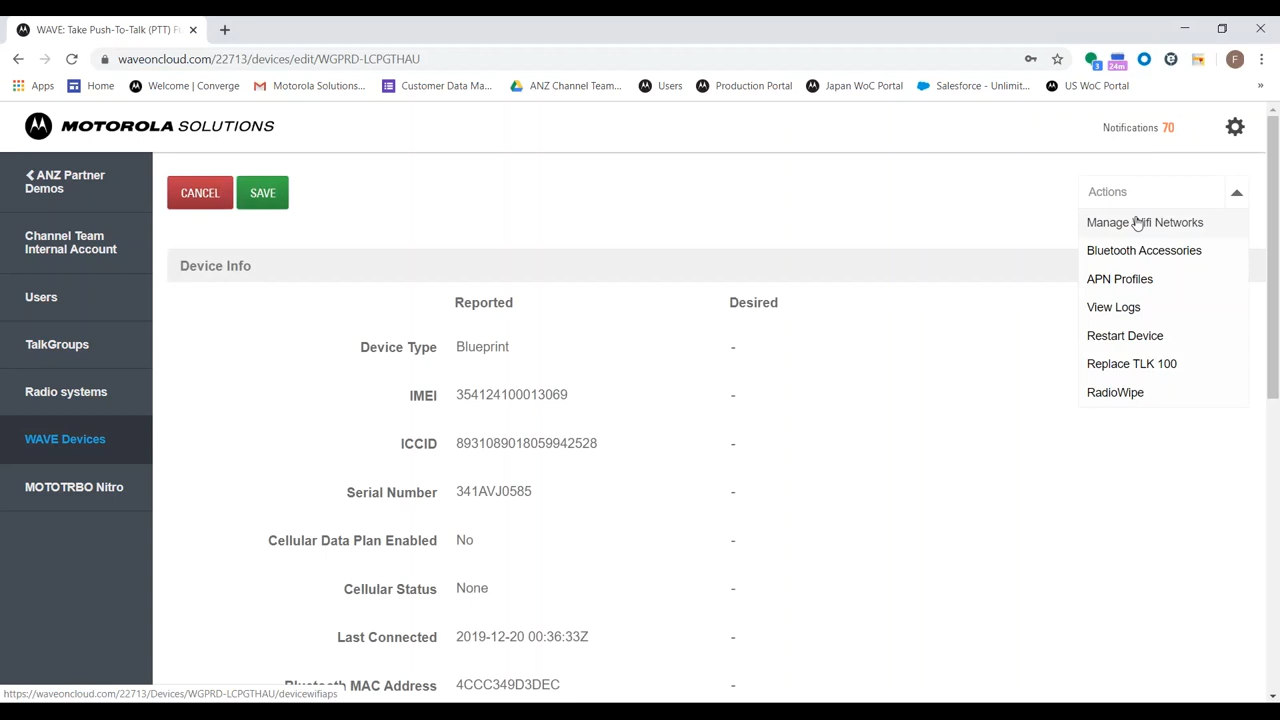 WAVE: Take Push-To-Talk (PTT) F
waveoncloud.com/22713/devices/edit/WGPRD-LCPGTHAU
3
24m
F
Apps
Home
Welcome | Converge
Motorola Solutions...
Customer Data Ma...
ANZ Channel Team...
Users
Production Portal
Japan WoC Portal
Salesforce - Unlimit...
US WoC Portal
»
MOTOROLA SOLUTIONS
Notifications 70
ANZ Partner
Demos
Channel Team
Internal Account
Users
TalkGroups
Radio systems
WAVE Devices
MOTOTRBO Nitro
CANCEL
SAVE
Actions
Manage Wifi Networks
Bluetooth Accessories
APN Profiles
View Logs
Restart Device
Replace TLK 100
RadioWipe
Device Info
Reported Desired
Device Type Blueprint -
IMEI 354124100013069 -
ICCID 8931089018059942528 -
Serial Number 341AVJ0585 -
Cellular Data Plan Enabled No -
Cellular Status None -
Last Connected 2019-12-20 00:36:33Z -
Bluetooth MAC Address 4CCC349D3DEC -
https://waveoncloud.com/22713/Devices/WGPRD-LCPGTHAU/devicewifiaps